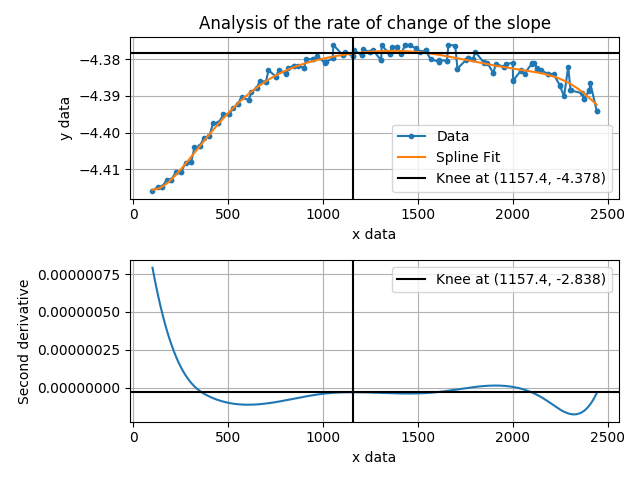 Analysis of the rate of change of the slope
y data
−4.38
−4.39
−4.40
−4.41
Data
Spline Fit
Knee at (1157.4, -4.378)
0 500 1000 1500 2000 2500
x data
Second derivative
0.00000075
0.00000050
0.00000025
0.00000000
Knee at (1157.4, -2.838)
0 500 1000 1500 2000 2500
x data